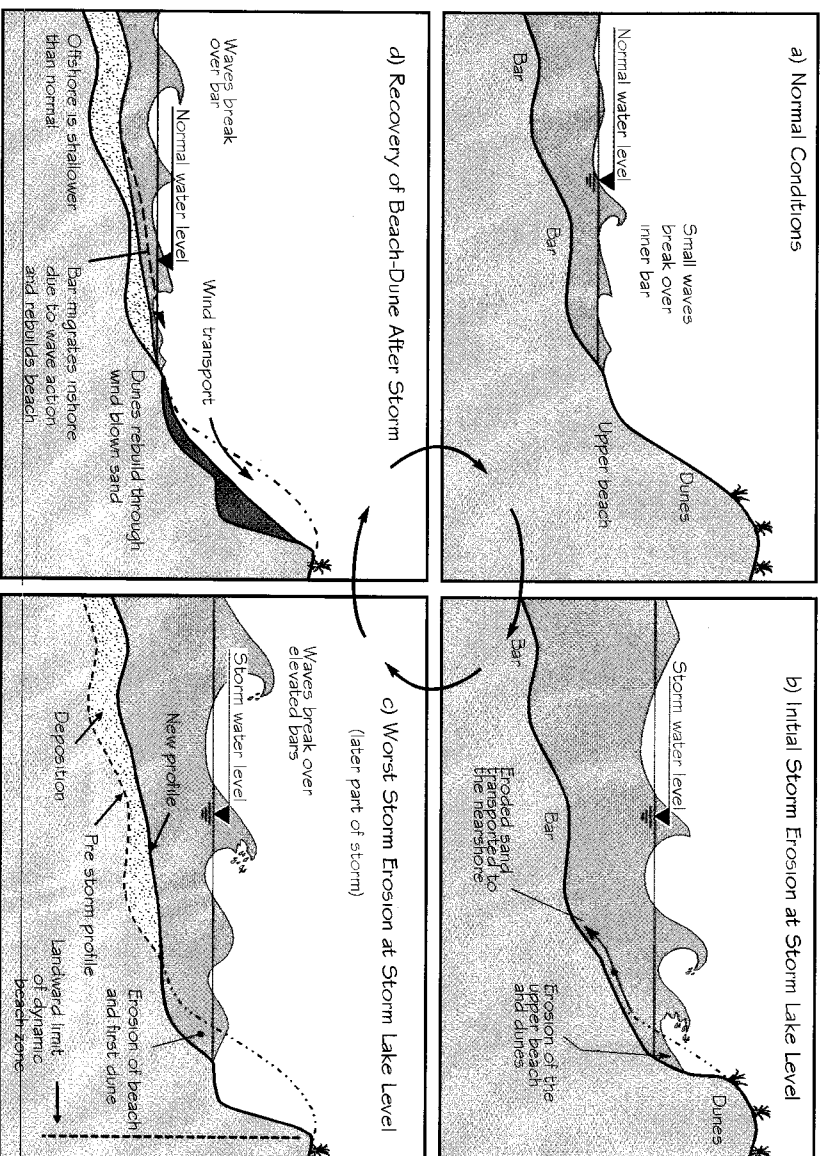 a) Normal Conditions
Normal water level
Small waves
break over
inner bar
Bar
Bar
Upper beach
Dunes
b) Initial Storm Erosion at Storm Lake Level
Storm water level
Bar
Bar
Eroded sand
transported to
the nearshore
Erosion of the
upper beach
and dunes
Dunes
c) Worst Storm Erosion at Storm Lake Level
(later part of storm)
Waves break over
elevated bars
Storm water level
New profile
Deposition
Pre storm profile
Erosion of beach
and first dune
Landward limit
of dynamic
beach zone
d) Recovery of Beach-Dune After Storm
Waves break
over bar
Normal water level
Wind transport
Offshore is shallower
than normal
Bar migrates inshore
due to wave action
and rebuilds beach
Dunes rebuild through
wind blown sand